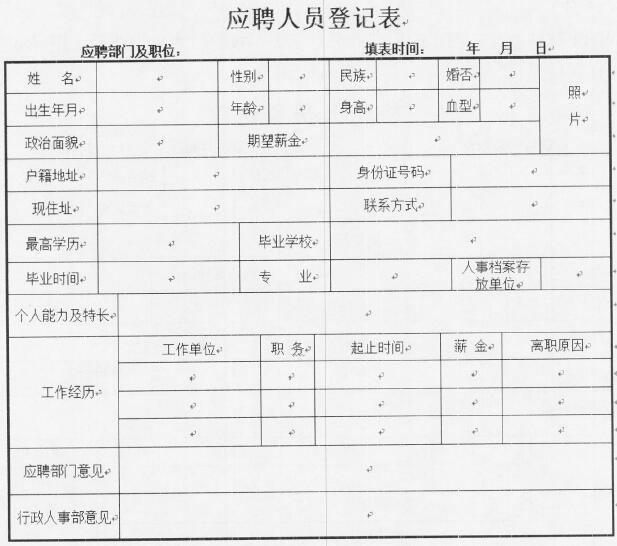 应聘人员登记表
应聘部门及职位： 填表时间： 年 月 日
姓 名 性别 民族 婚否
出生年月 年龄 身高 血型
照
片
政治面貌 期望薪金
户籍地址 身份证号码
现住址 联系方式
最高学历 毕业学校
毕业时间 专 业 人事档案存
放单位
个人能力及特长
工作经历
工作单位 职 务 起止时间 薪 金 离职原因
应聘部门意见
行政人事部意见